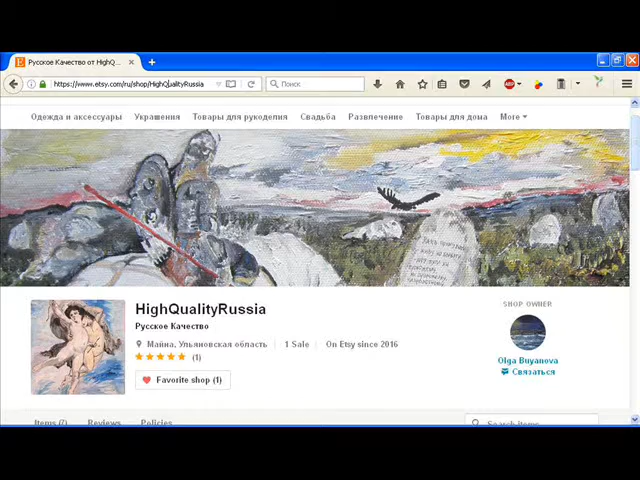 Русское Качество от HighQ...
https://www.etsy.com/ru/shop/HighQualityRussia
Поиск
ABP
Одежда и аксессуары
Украшения
Товары для рукоделия
Свадьба
Развлечение
Товары для дома
More
HighQualityRussia
Русское Качество
Майна, Ульяновская область
1 Sale
On Etsy since 2016
(1)
Favorite shop (1)
SHOP OWNER
Olga Buyanova
Связаться
Items (7)
Reviews
Policies
Search items